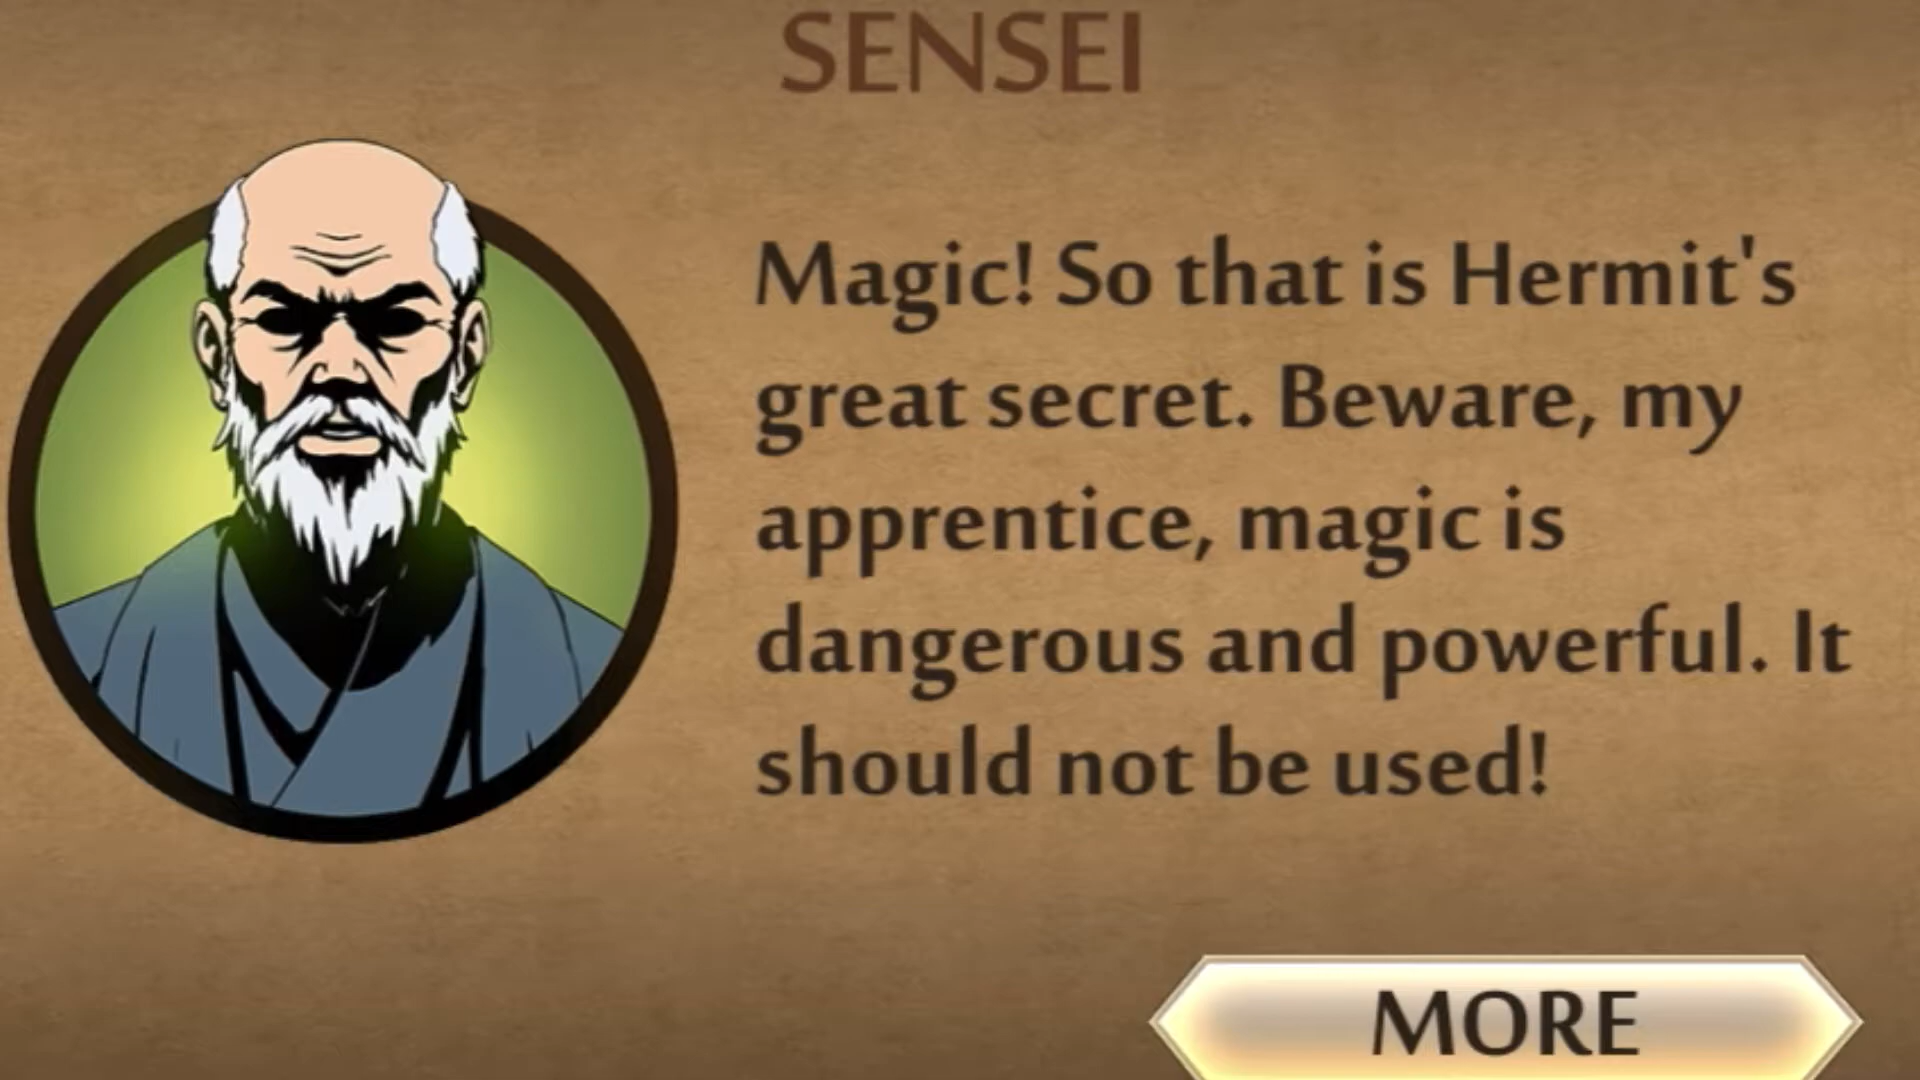 SENSEI
Magic! So that is Hermit's
great secret. Beware, my
apprentice, magic is
dangerous and powerful. It
should not be used!
MORE